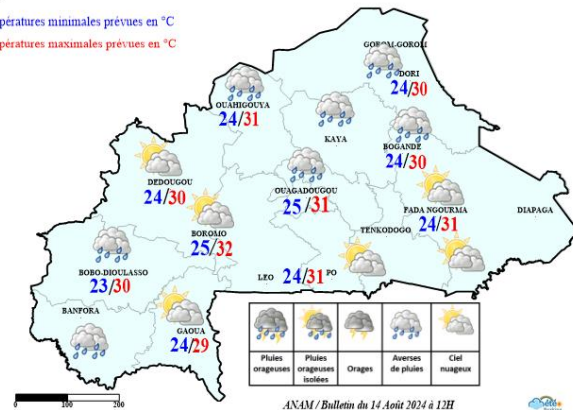 pératures minimales prévues en °C
pératures maximales prévues en °C
GOROM-GOROM
DORI
24/30
OUAHIGOUYA
24/31
KAYA
BOGANDE
24/30
DEDOUGOU
24/30
OUAGADOUGOU
25/31
FADA NGOURMA
24/31
DIAPAGA
BOROMO
25/32
TENKODOGO
BOBO-DIOULASSO
23/30
LEO
24/31
PO
BANFORA
GAOUA
24/29
Pluies orageuses
Pluies orageuses isolées
Orages
Averses de pluies
Ciel nuageux
0 100 200
ANAM / Bulletin du 14 Août 2024 à 12H